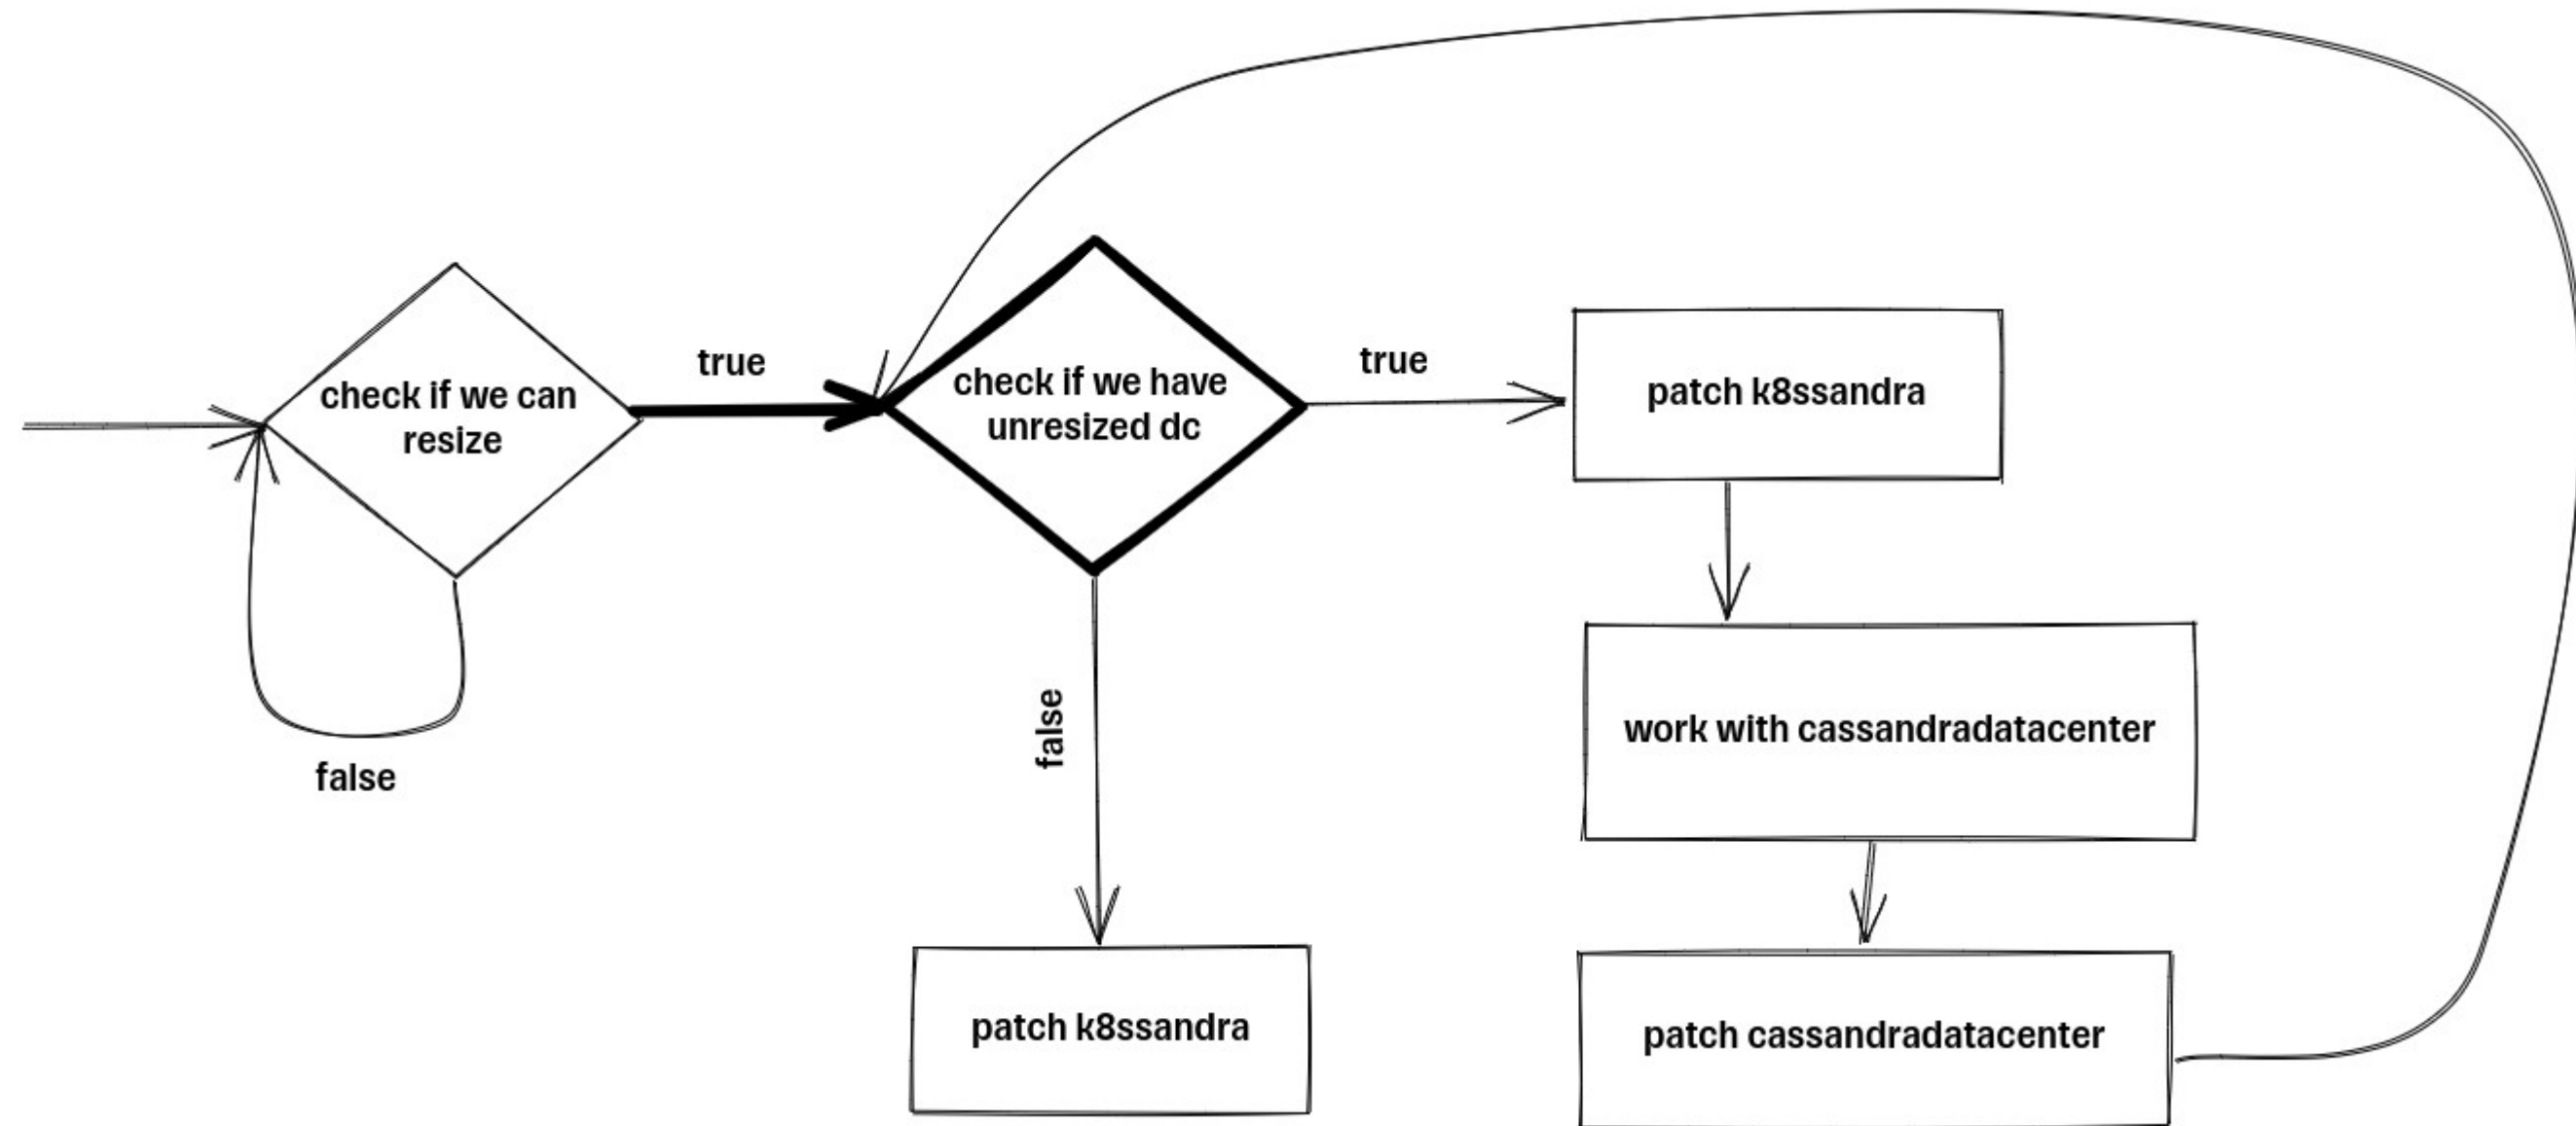 check if we can
resize
false
true
check if we have
unresized dc
true
false
patch k8ssandra
work with cassandradatacenter
patch cassandradatacenter
patch k8ssandra